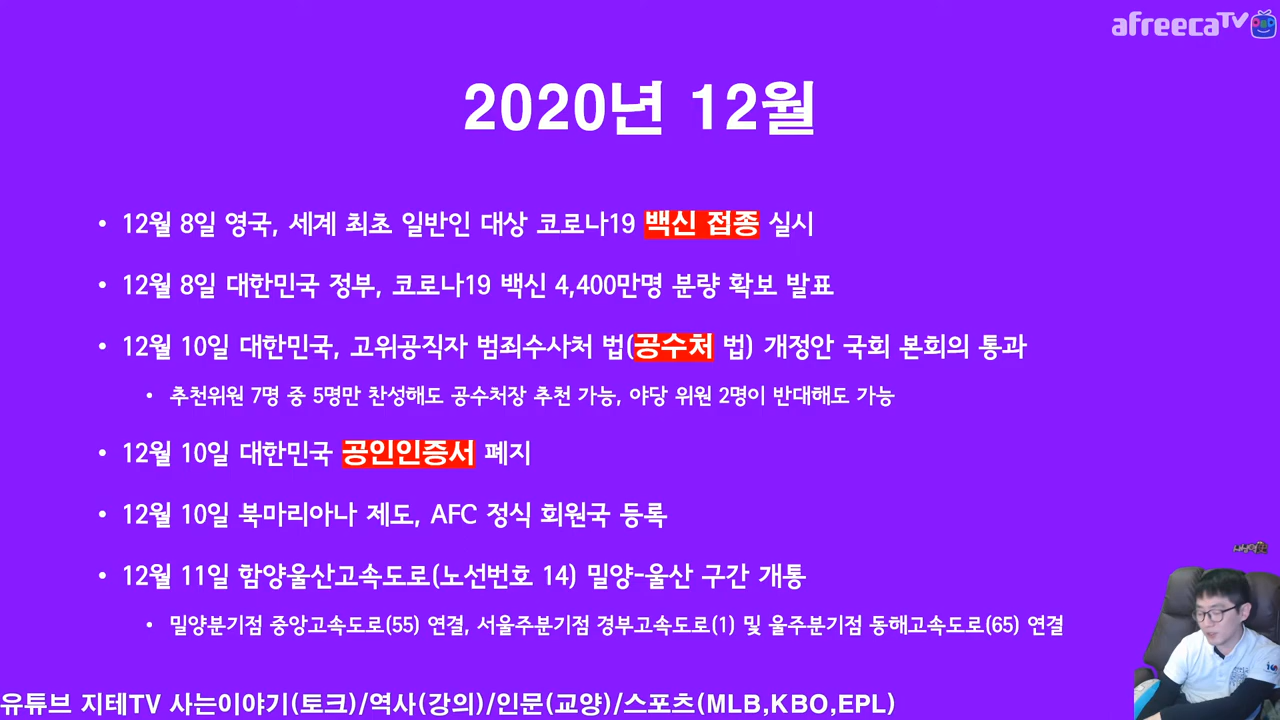 afreecaTV
2020년 12월
• 12월 8일 영국, 세계 최초 일반인 대상 코로나19 백신 접종 실시
• 12월 8일 대한민국 정부, 코로나19 백신 4,400만명 분량 확보 발표
• 12월 10일 대한민국, 고위공직자 범죄수사처 법(공수처 법) 개정안 국회 본회의 통과
• 추천위원 7명 중 5명만 찬성해도 공수처장 추천 가능, 야당 위원 2명이 반대해도 가능
• 12월 10일 대한민국 공인인증서 폐지
• 12월 10일 북마리아나 제도, AFC 정식 회원국 등록
• 12월 11일 함양울산고속도로(노선번호 14) 밀양-울산 구간 개통
• 밀양분기점 중앙고속도로(55) 연결, 서울주분기점 경부고속도로(1) 및 울주분기점 동해고속도로(65) 연결
유튜브 지테TV 사는이야기(토크)/역사(강의)/인문(교양)/스포츠(MLB,KBO,EPL)